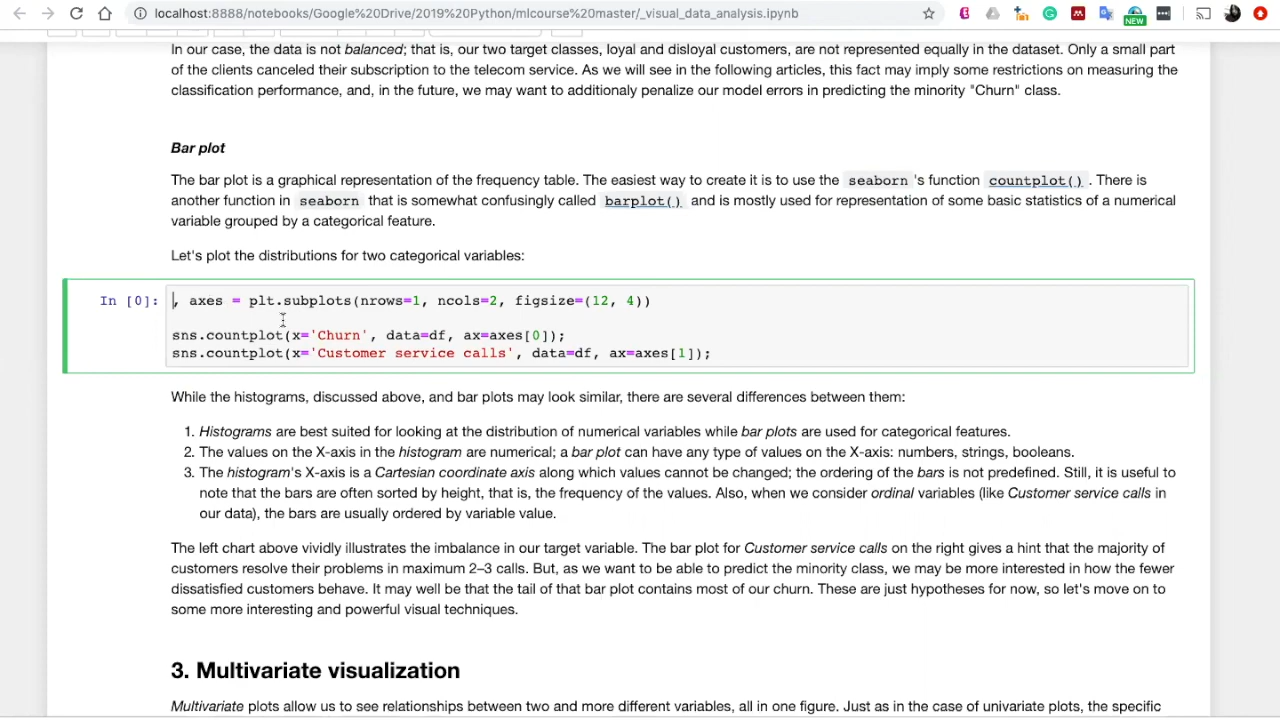 localhost:8888/notebooks/Google%20Drive/2019%20Python/mlcourse%20master/_visual_data_analysis.ipynb
NEW
In our case, the data is not balanced; that is, our two target classes, loyal and disloyal customers, are not represented equally in the dataset. Only a small part
of the clients canceled their subscription to the telecom service. As we will see in the following articles, this fact may imply some restrictions on measuring the
classification performance, and, in the future, we may want to additionaly penalize our model errors in predicting the minority "Churn" class.
Bar plot
The bar plot is a graphical representation of the frequency table. The easiest way to create it is to use the seaborn 's function countplot() . There is
another function in seaborn that is somewhat confusingly called barplot() and is mostly used for representation of some basic statistics of a numerical
variable grouped by a categorical feature.
Let's plot the distributions for two categorical variables:
In [0]: , axes = plt.subplots(nrows=1, ncols=2, figsize=(12, 4))
sns.countplot(x='Churn', data=df, ax=axes[0]);
sns.countplot(x='Customer service calls', data=df, ax=axes[1]);
While the histograms, discussed above, and bar plots may look similar, there are several differences between them:
1. Histograms are best suited for looking at the distribution of numerical variables while bar plots are used for categorical features.
2. The values on the X-axis in the histogram are numerical; a bar plot can have any type of values on the X-axis: numbers, strings, booleans.
3. The histogram's X-axis is a Cartesian coordinate axis along which values cannot be changed; the ordering of the bars is not predefined. Still, it is useful to
note that the bars are often sorted by height, that is, the frequency of the values. Also, when we consider ordinal variables (like Customer service calls in
our data), the bars are usually ordered by variable value.
The left chart above vividly illustrates the imbalance in our target variable. The bar plot for Customer service calls on the right gives a hint that the majority of
customers resolve their problems in maximum 2–3 calls. But, as we want to be able to predict the minority class, we may be more interested in how the fewer
dissatisfied customers behave. It may well be that the tail of that bar plot contains most of our churn. These are just hypotheses for now, so let's move on to
some more interesting and powerful visual techniques.
3. Multivariate visualization
Multivariate plots allow us to see relationships between two and more different variables, all in one figure. Just as in the case of univariate plots, the specific